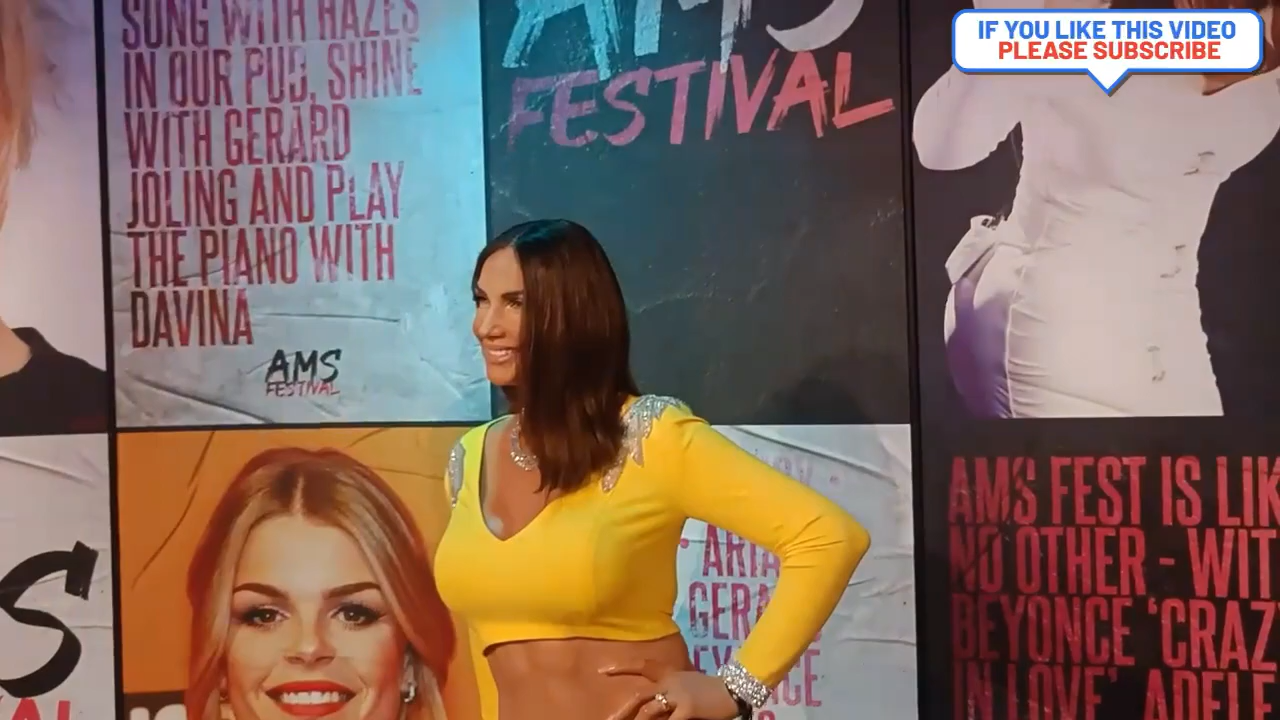 IF YOU LIKE THIS VIDEO
PLEASE SUBSCRIBE
SONG WITH HAZES
IN OUR PUB, SHINE
WITH GERARD
JOLING AND PLAY
THE PIANO WITH
DAVINA
AMS
FESTIVAL
AMS
FESTIVAL
AMS FEST IS LIK
NO OTHER - WIT
BEYONCE 'CRAZ
IN LOVE', ADELE
ARIA
GERA